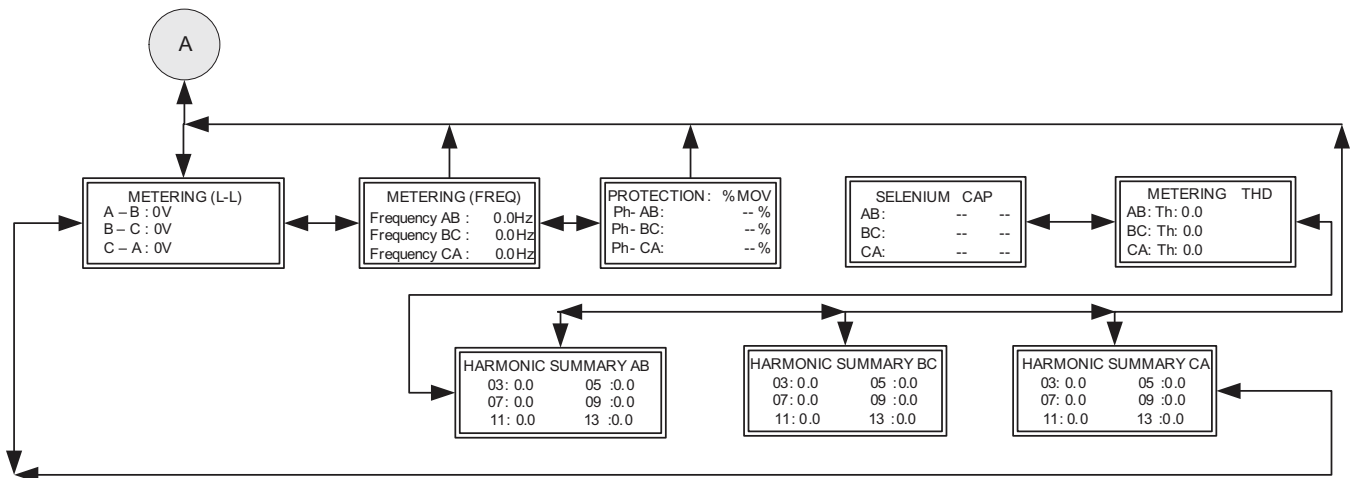 A
METERING (L-L)
A – B : 0V
B – C : 0V
C – A : 0V
METERING (FREQ)
Frequency AB : 0.0Hz
Frequency BC : 0.0Hz
Frequency CA : 0.0Hz
PROTECTION: %MOV
Ph- AB: -- %
Ph- BC: -- %
Ph- CA: -- %
SELENIUM CAP
AB: -- --
BC: -- --
CA: -- --
METERING THD
AB: Th: 0.0
BC: Th: 0.0
CA: Th: 0.0
HARMONIC SUMMARY AB
03: 0.0 05 :0.0
07: 0.0 09 :0.0
11: 0.0 13 :0.0
HARMONIC SUMMARY BC
03: 0.0 05 :0.0
07: 0.0 09 :0.0
11: 0.0 13 :0.0
HARMONIC SUMMARY CA
03: 0.0 05 :0.0
07: 0.0 09 :0.0
11: 0.0 13 :0.0